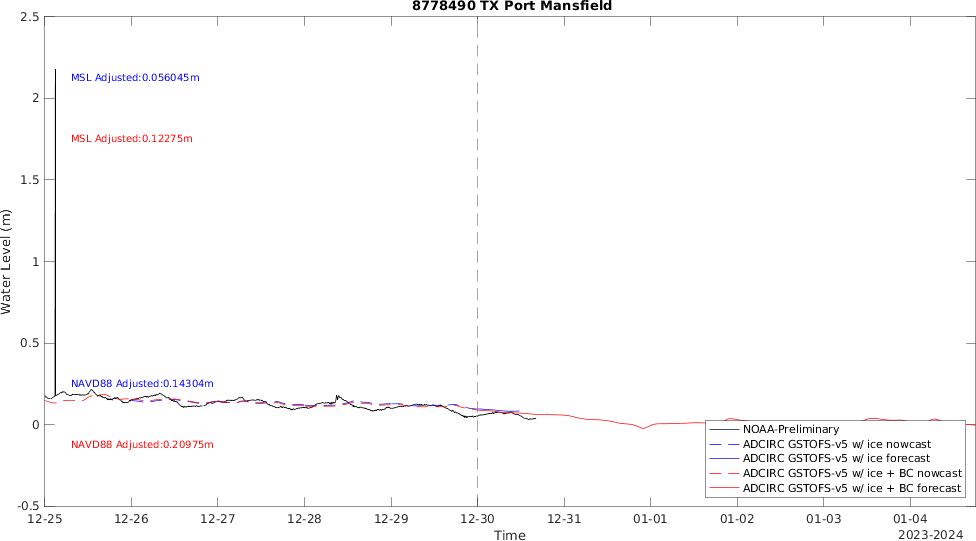 8778490 TX Port Mansfield
2.5
MSL Adjusted:0.056045m
2
MSL Adjusted:0.12275m
1.5
Water Level (m)
1
0.5
NAVD88 Adjusted:0.14304m
0
NAVD88 Adjusted:0.20975m
NOAA-Preliminary
ADCIRC GSTOFS-v5 w/ ice nowcast
ADCIRC GSTOFS-v5 w/ ice forecast
ADCIRC GSTOFS-v5 w/ ice + BC nowcast
ADCIRC GSTOFS-v5 w/ ice + BC forecast
-0.5
12-25 12-26 12-27 12-28 12-29 12-30 12-31 01-01 01-02 01-03 01-04
Time
2023-2024